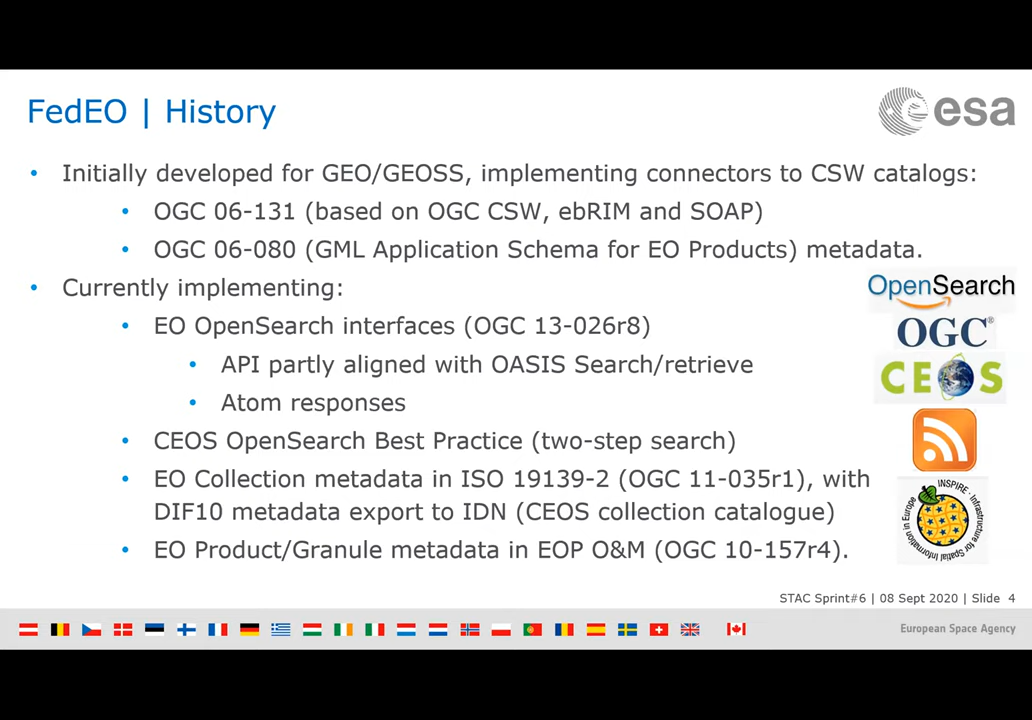 FedEO | History
esa
• Initially developed for GEO/GEOSS, implementing connectors to CSW catalogs:
• OGC 06-131 (based on OGC CSW, ebRIM and SOAP)
• OGC 06-080 (GML Application Schema for EO Products) metadata.
• Currently implementing:
• EO OpenSearch interfaces (OGC 13-026r8)
• API partly aligned with OASIS Search/retrieve
• Atom responses
• CEOS OpenSearch Best Practice (two-step search)
• EO Collection metadata in ISO 19139-2 (OGC 11-035r1), with
DIF10 metadata export to IDN (CEOS collection catalogue)
• EO Product/Granule metadata in EOP O&M (OGC 10-157r4).
OpenSearch
OGC®
CEOS
INSPIRE - Infrastructure for Spatial Information in Europe
STAC Sprint#6 | 08 Sept 2020 | Slide 4
European Space Agency